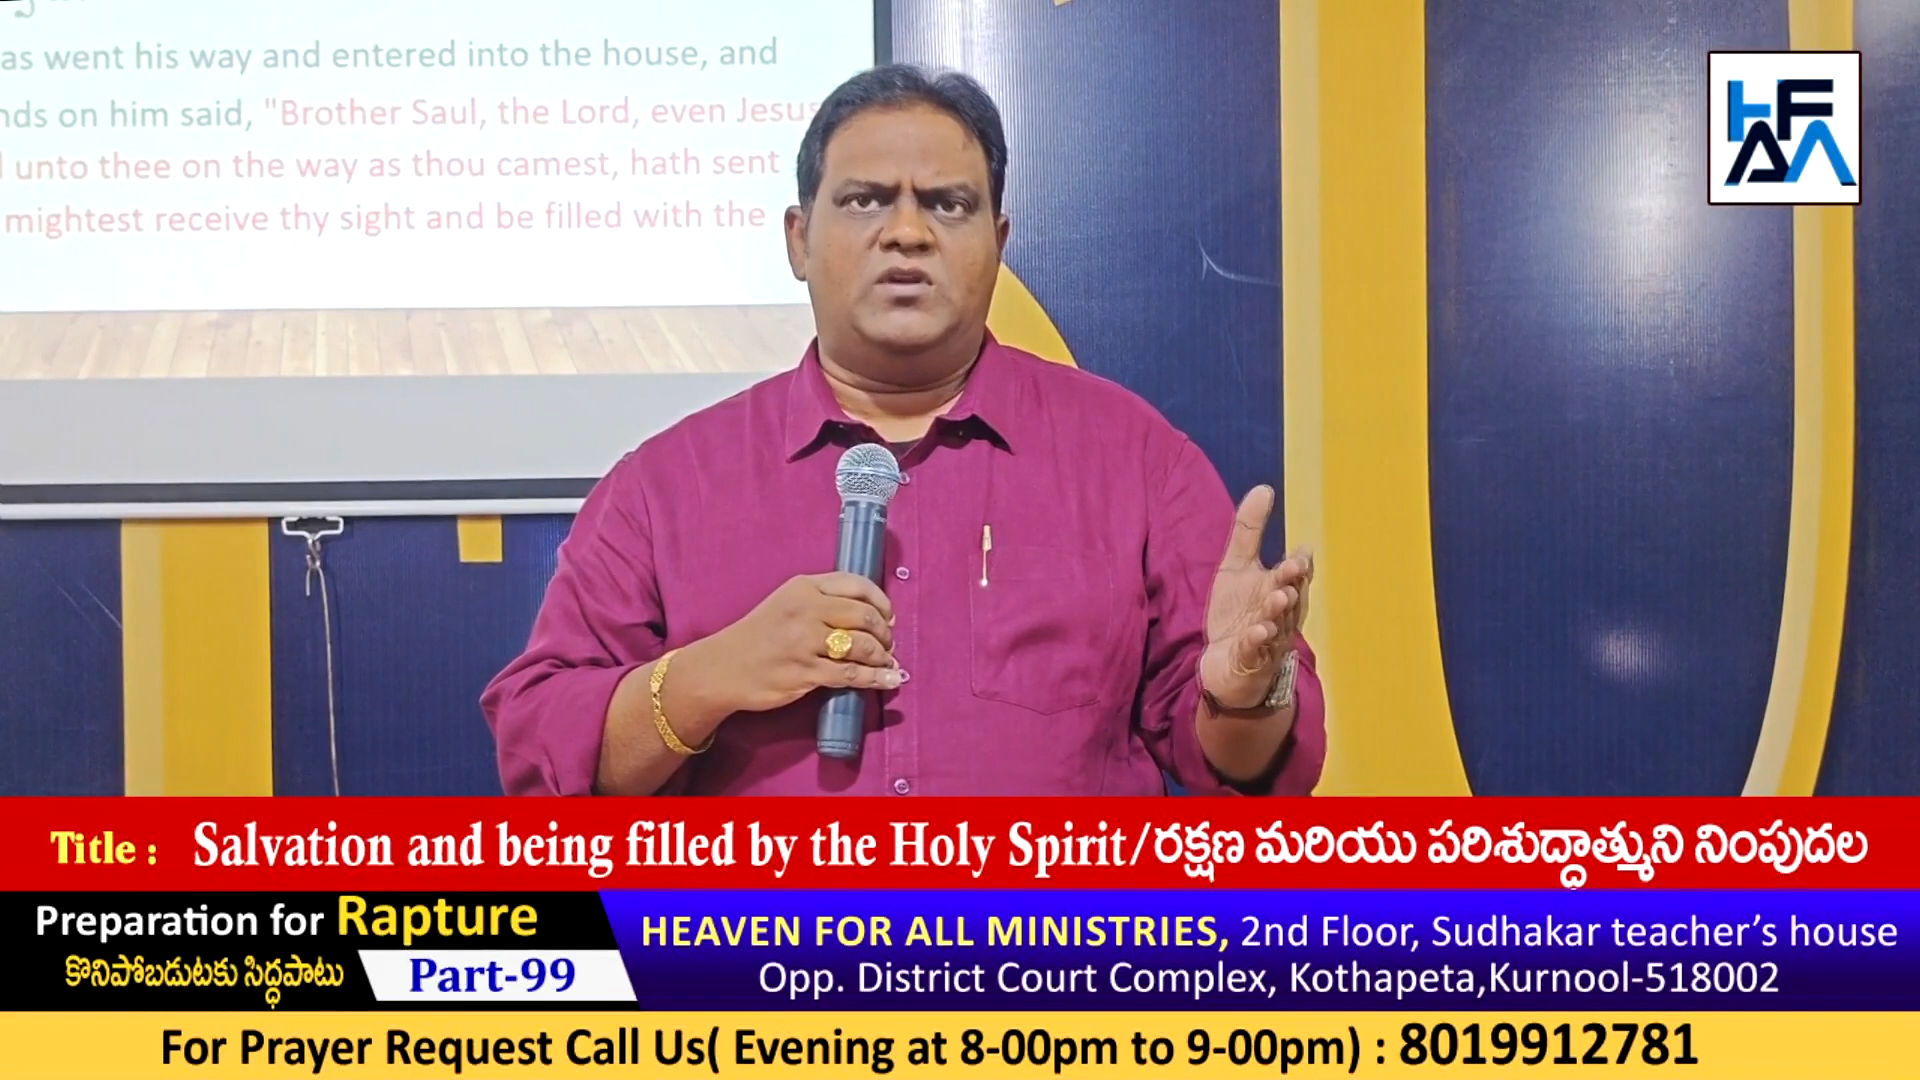 as went his way and entered into the house, and
on him said, "Brother Saul, the Lord, even Jesus
unto thee on the way as thou camest, hath sent
mightest receive thy sight and be filled with the
HFAA
Title : Salvation and being filled by the Holy Spirit/రక్షణ మరియు పరిశుద్ధాత్ముని నింపుదల
Preparation for Rapture
కొనిపోబడుటకు సిద్ధపాటు Part-99
HEAVEN FOR ALL MINISTRIES, 2nd Floor, Sudhakar teacher’s house
Opp. District Court Complex, Kothapeta,Kurnool-518002
For Prayer Request Call Us( Evening at 8-00pm to 9-00pm) : 8019912781